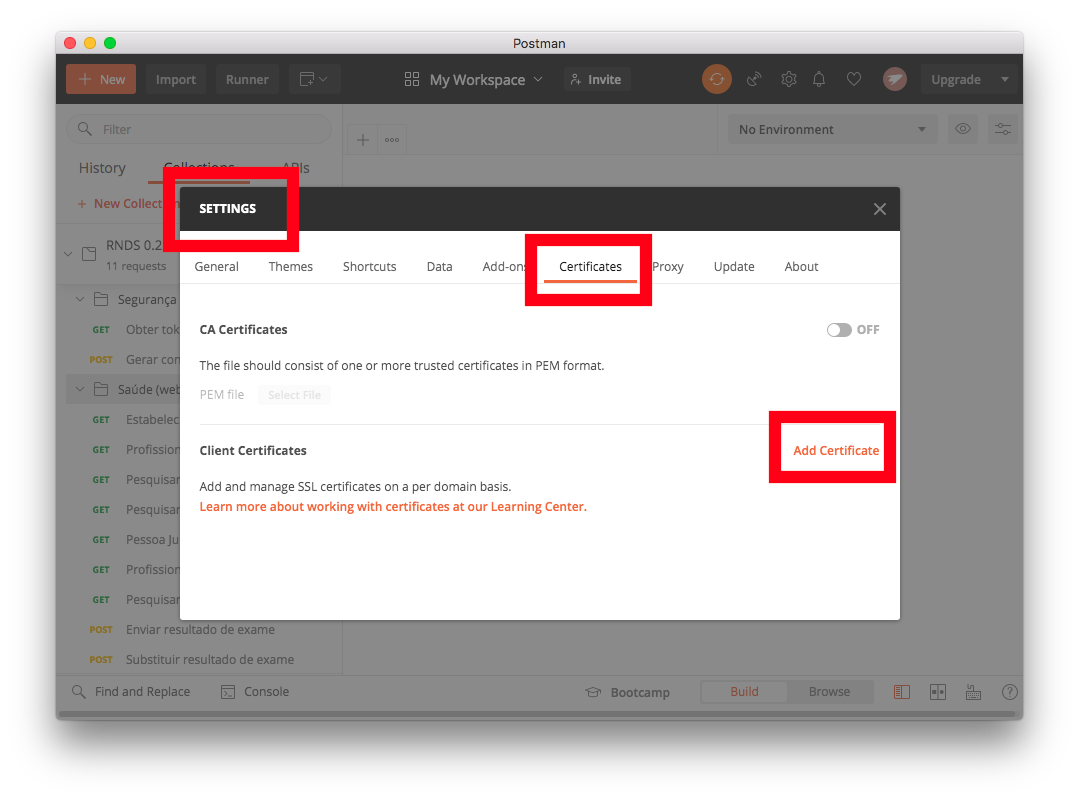 Postman
New
Import
Runner
My Workspace
Invite
Upgrade
Filter
No Environment
History
Collections
APIs
+ New Collection
SETTINGS
RNDS 0.2
11 requests
General
Themes
Shortcuts
Data
Add-ons
Certificates
Proxy
Update
About
Segurança
GET Obter tok
POST Gerar con
Saúde (web
GET Estabelec
GET Profission
GET Pesquisar
GET Pesquisar
GET Pessoa Ju
GET Profission
GET Pesquisar
POST Enviar resultado de exame
POST Substituir resultado de exame
CA Certificates
OFF
The file should consist of one or more trusted certificates in PEM format.
PEM file
Select File
Client Certificates
Add Certificate
Add and manage SSL certificates on a per domain basis.
Learn more about working with certificates at our Learning Center.
Find and Replace
Console
Bootcamp
Build
Browse